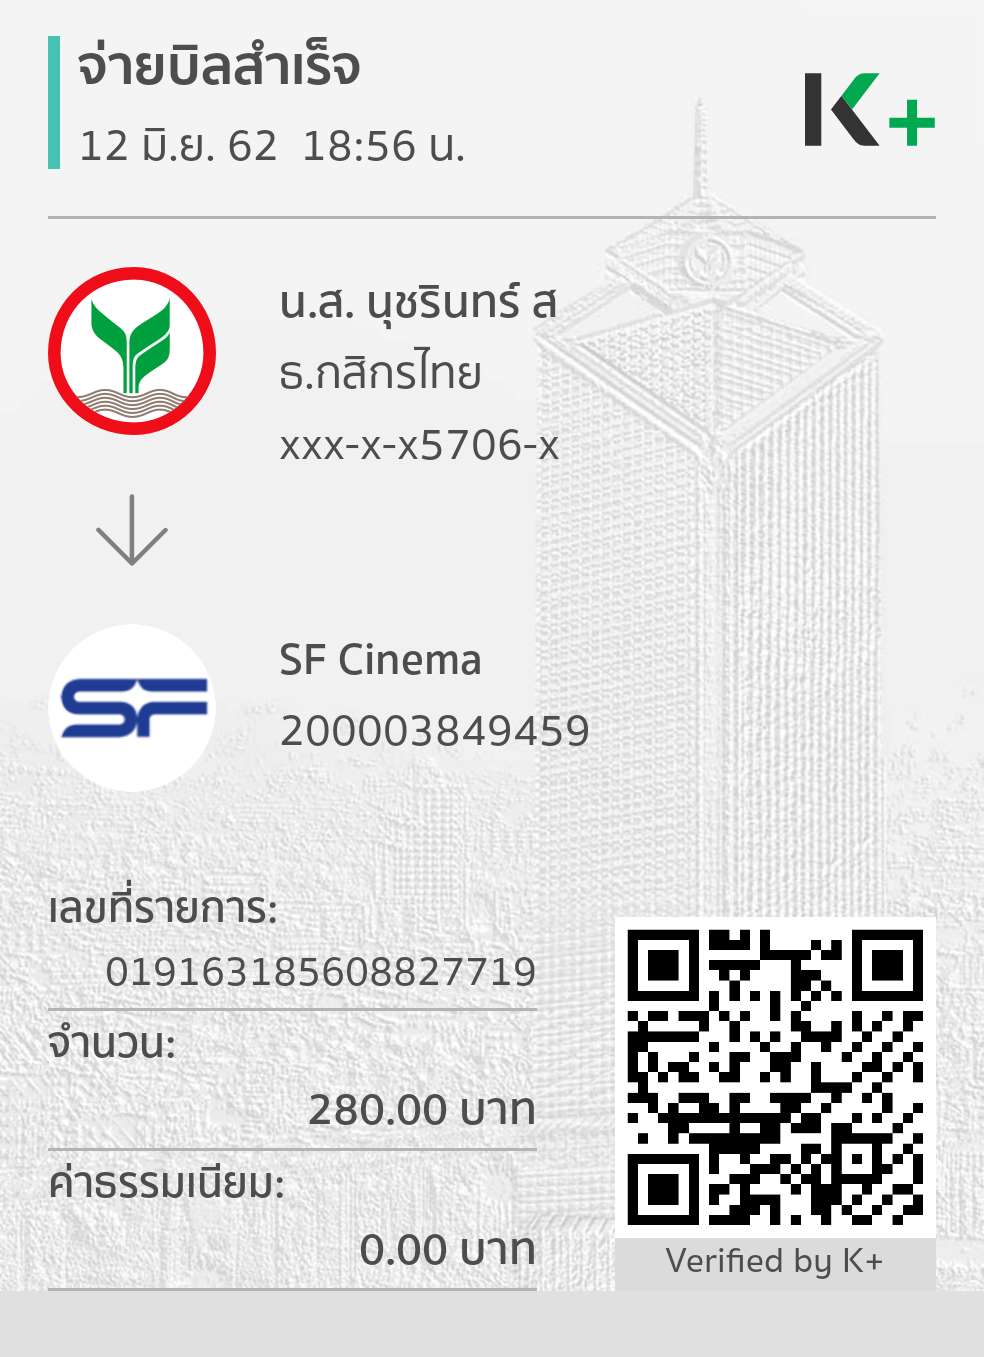 จ่ายบิลสำเร็จ
12 มิ.ย. 62 18:56 น.
K+
น.ส. นุชรินทร์ ส
ธ.กสิกรไทย
xxx-x-x5706-x
SF
SF Cinema
200003849459
เลขที่รายการ:
019163185608827719
จำนวน:
280.00 บาท
ค่าธรรมเนียม:
0.00 บาท
Verified by K+